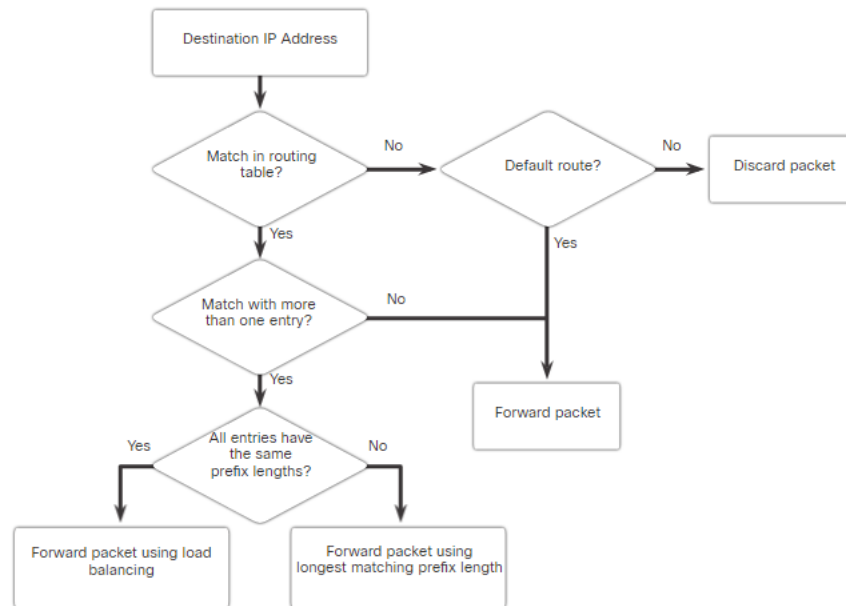 Destination IP Address
Match in routing
table?
No
Default route?
No
Discard packet
Yes
Yes
Match with more
than one entry?
No
Yes
Forward packet
Yes
All entries have
the same
prefix lengths?
No
Forward packet using load
balancing
Forward packet using
longest matching prefix length